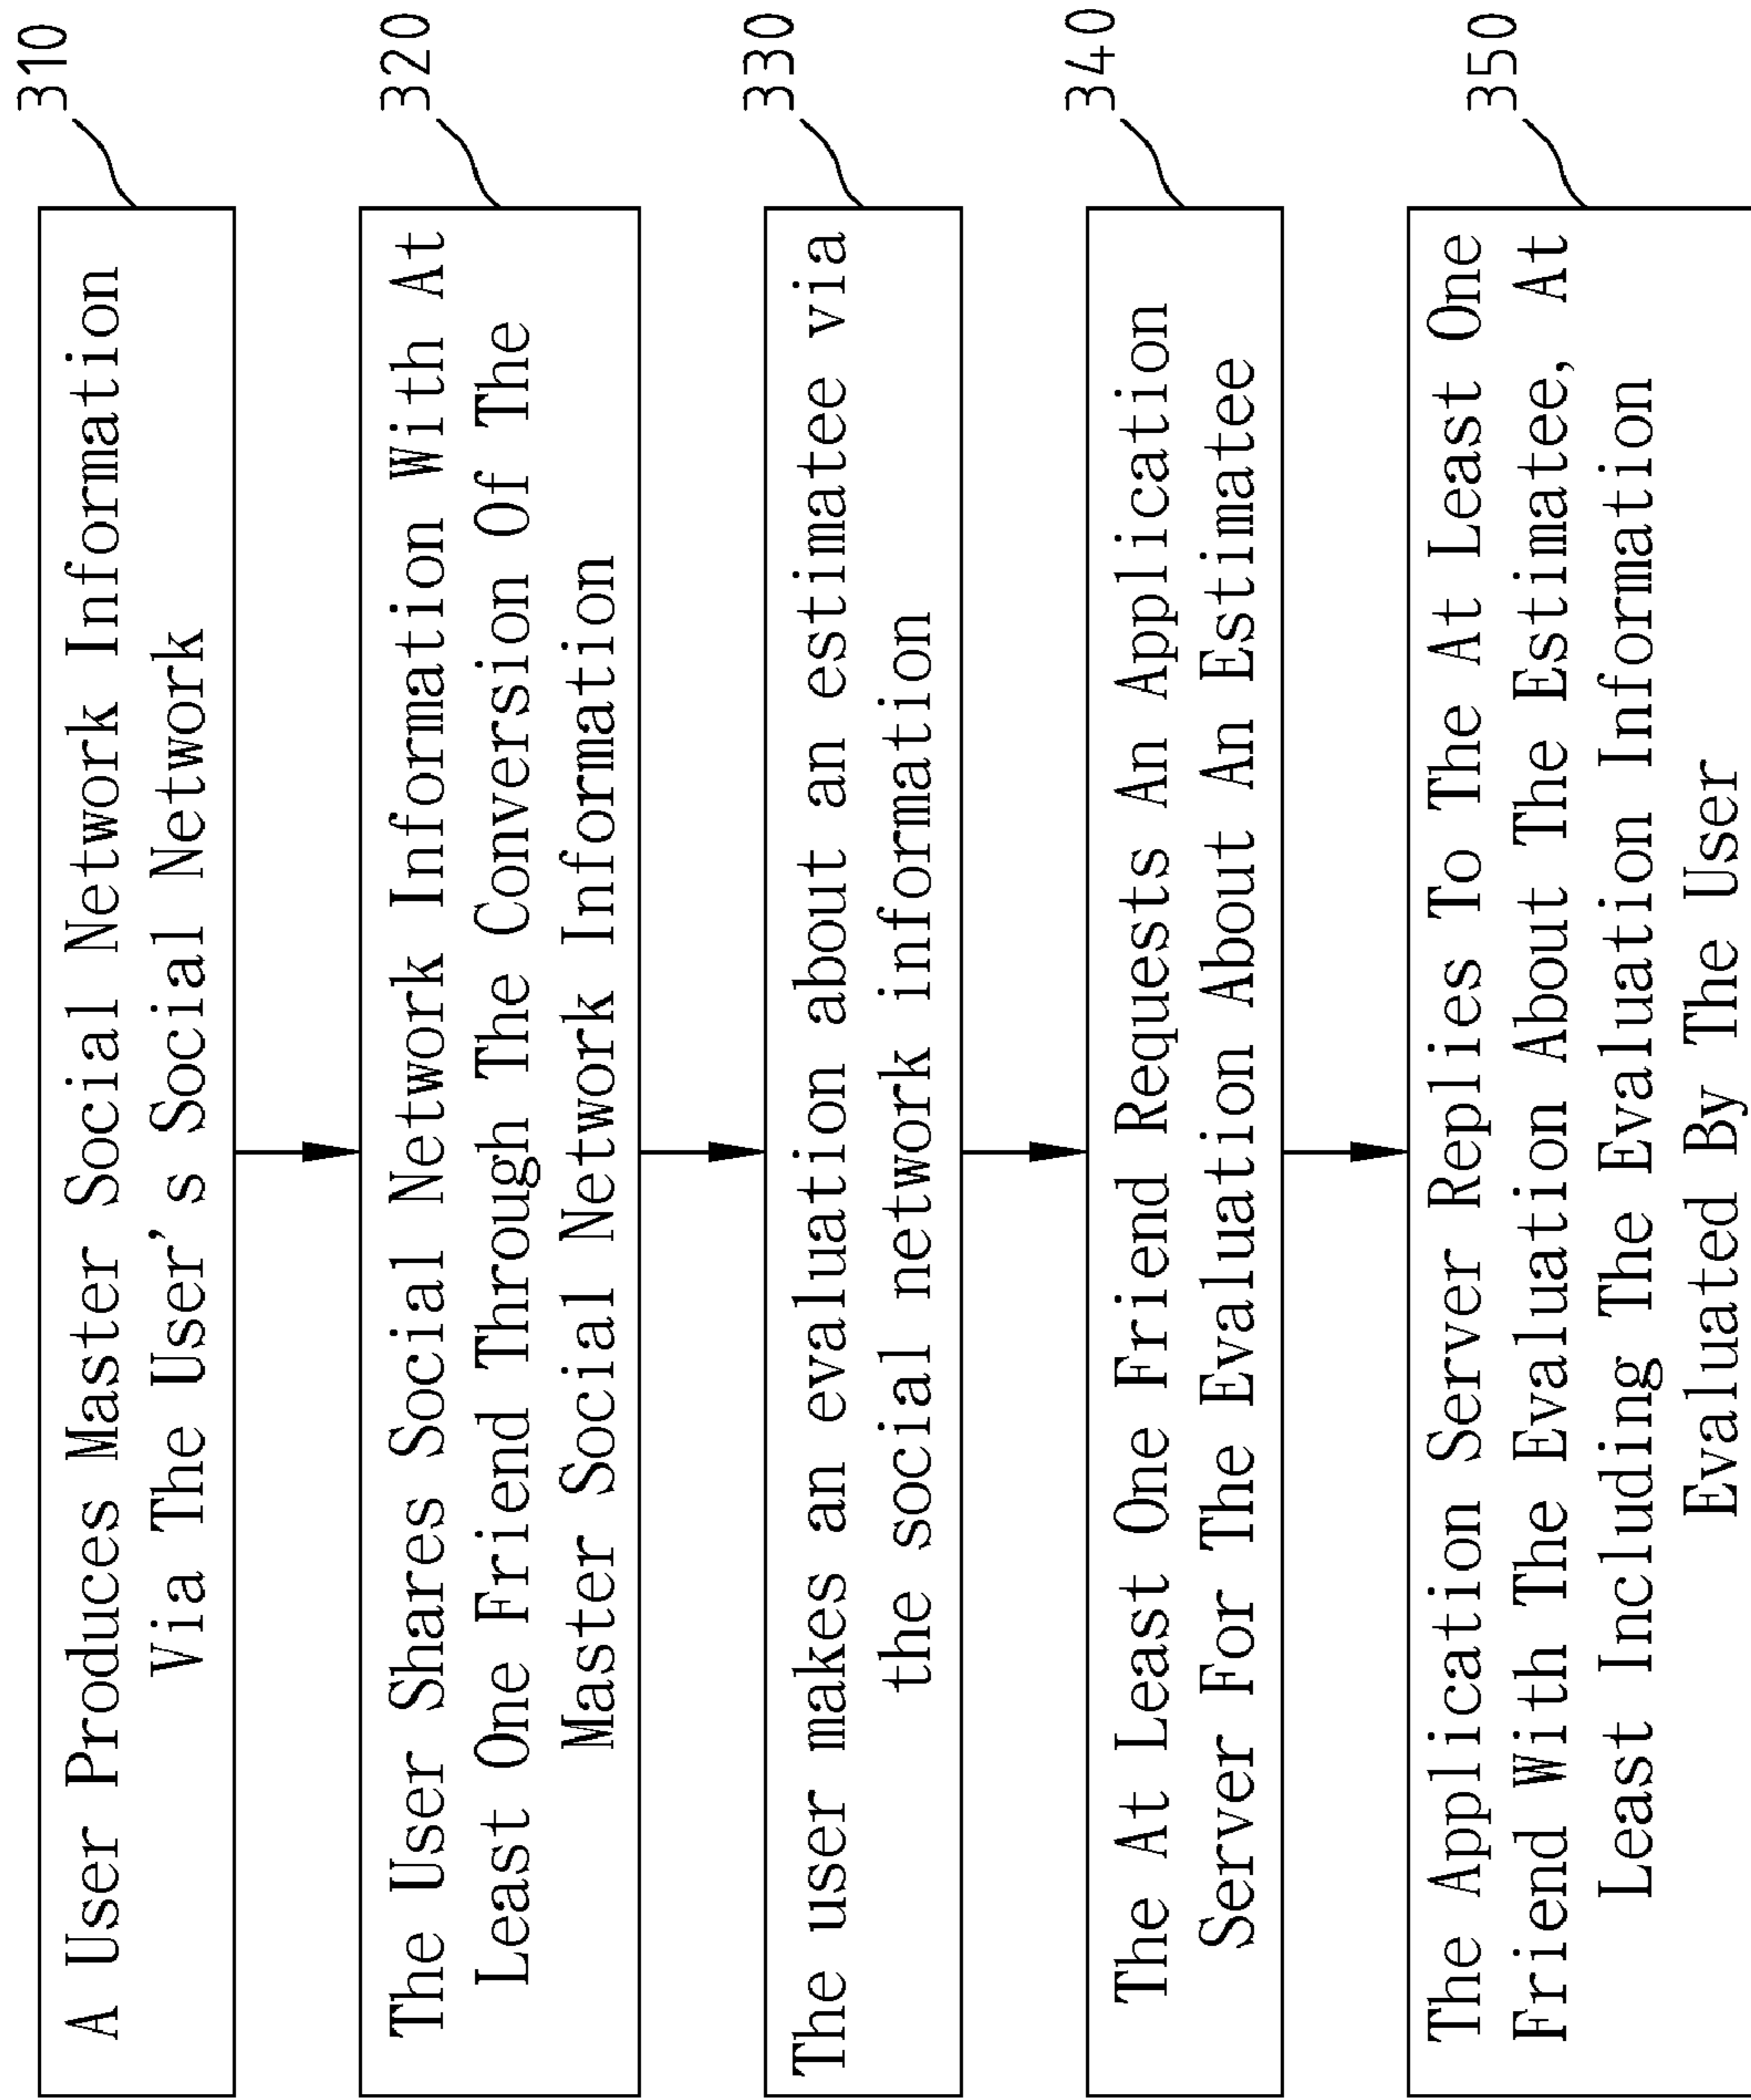 A User Produces Master Social Network Information
Via The User's Social Network
310
The User Shares Social Network Information With At
Least One Friend Through The Conversion Of The
Master Social Network Information
320
The user makes an evaluation about an estimatee via
the social network information
330
The At Least One Friend Requests An Application
Server For The Evaluation About An Estimatee
340
The Application Server Replies To The At Least One
Friend With The Evaluation About The Estimatee, At
Least Including The Evaluation Information
Evaluated By The User
350